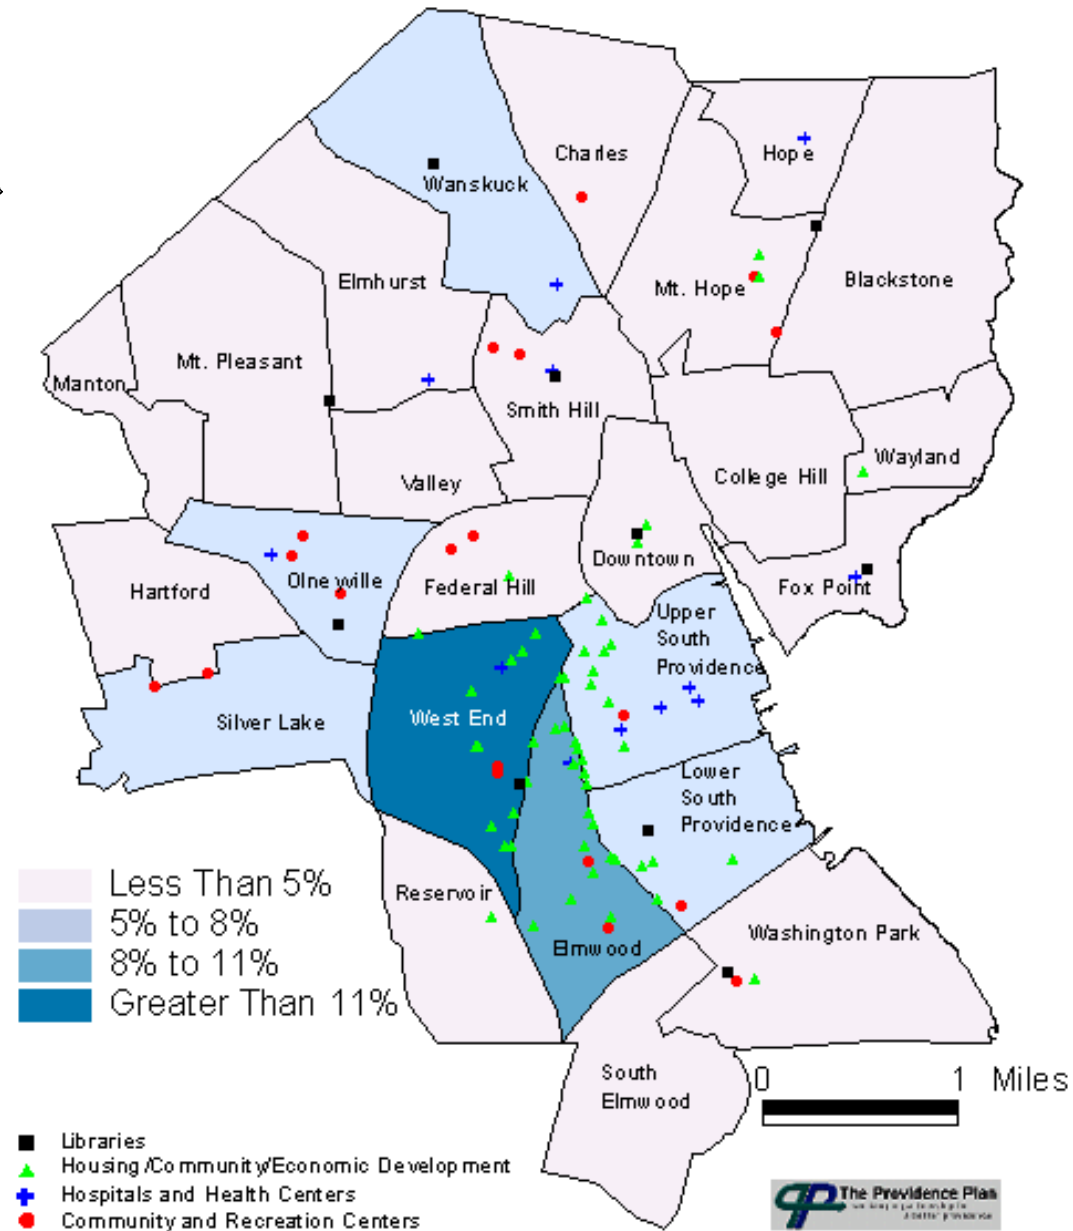 Charles
Hope
Wanskuck
Elmhurst
Mt. Hope
Blackstone
Mt. Pleasant
Manton
Smith Hill
Wayland
College Hill
Valley
Downtown
Olneyville
Federal Hill
Fox Point
Hartford
Upper
South
Providence
West End
Silver Lake
Lower
South
Providence
Less Than 5%
5% to 8%
8% to 11%
Greater Than 11%
Reservoir
Elmwood
Washington Park
South
Elmwood
0 1 Miles
Libraries
Housing/Community/Economic Development
Hospitals and Health Centers
Community and Recreation Centers
The Providence Plan